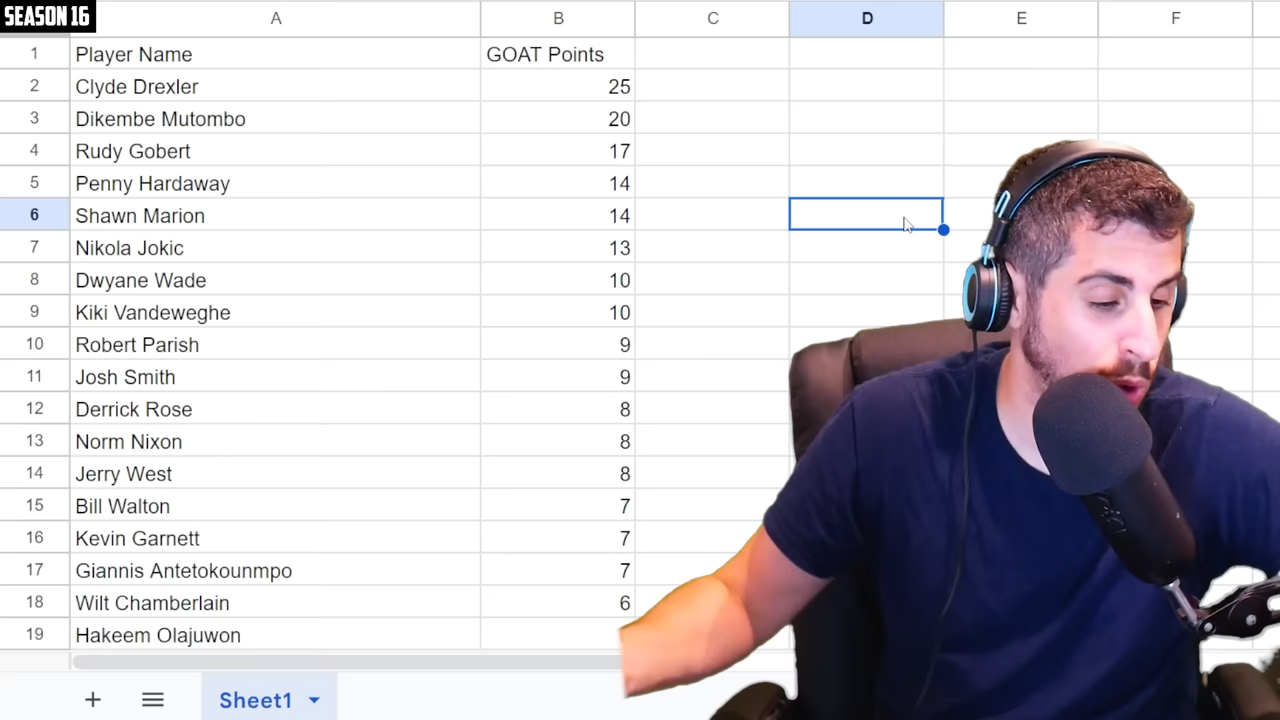 SEASON 16
A B C D E F
1 Player Name GOAT Points
2 Clyde Drexler 25
3 Dikembe Mutombo 20
4 Rudy Gobert 17
5 Penny Hardaway 14
6 Shawn Marion 14
7 Nikola Jokic 13
8 Dwyane Wade 10
9 Kiki Vandeweghe 10
10 Robert Parish 9
11 Josh Smith 9
12 Derrick Rose 8
13 Norm Nixon 8
14 Jerry West 8
15 Bill Walton 7
16 Kevin Garnett 7
17 Giannis Antetokounmpo 7
18 Wilt Chamberlain 6
19 Hakeem Olajuwon
Sheet1